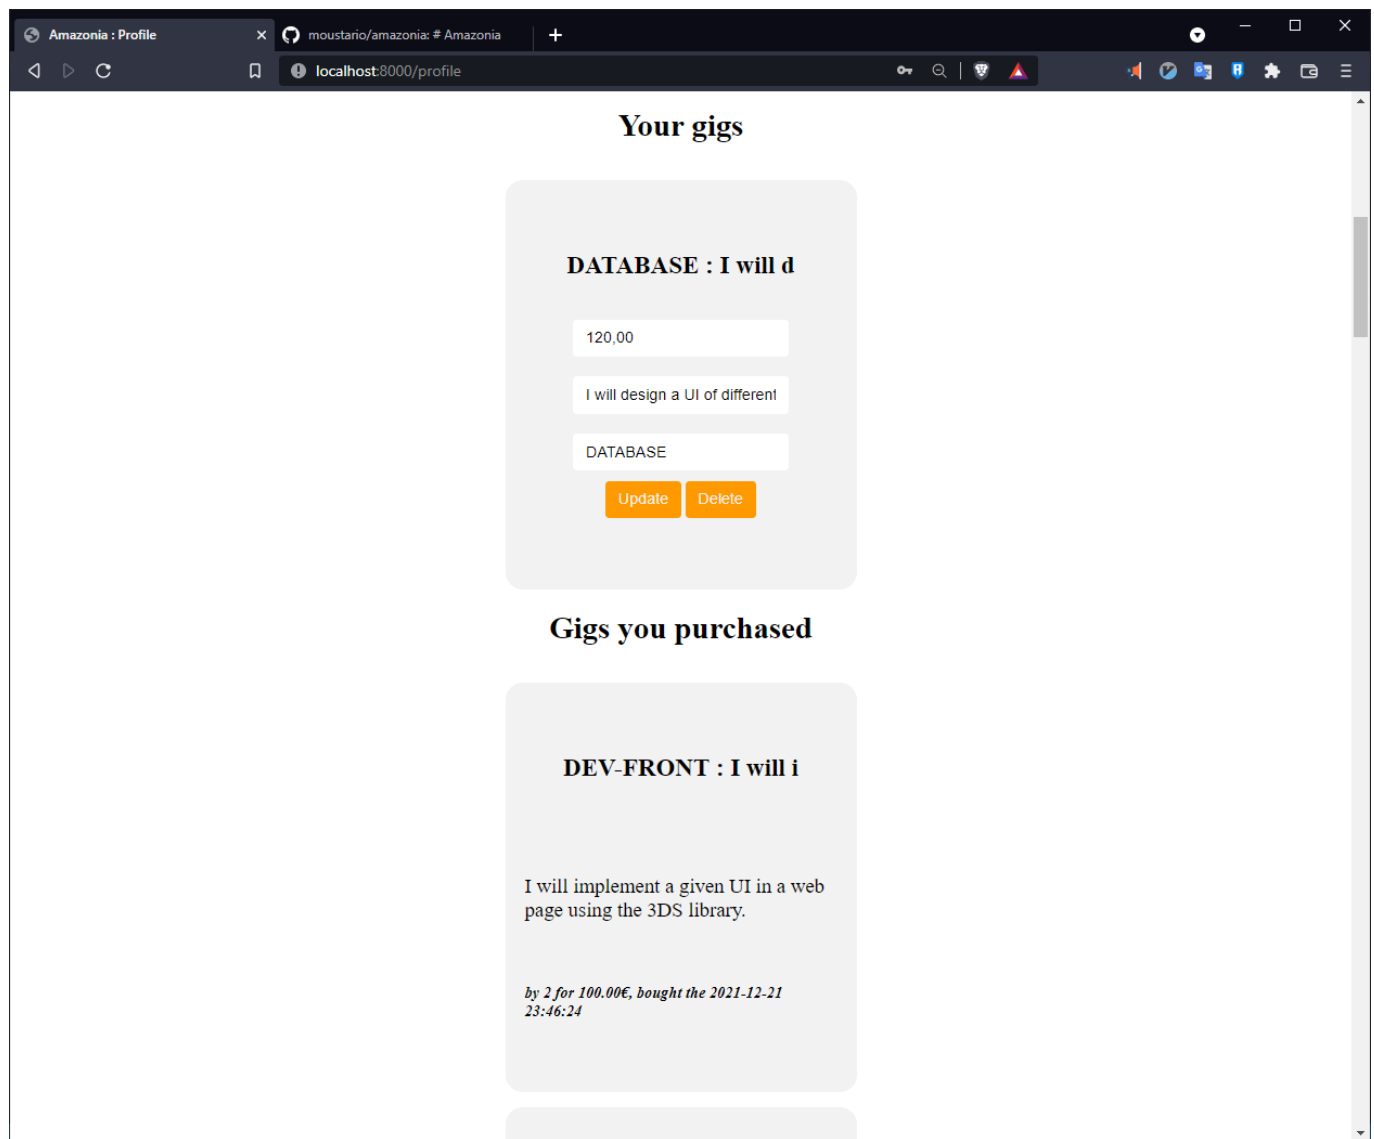 Amazonia : Profile
moustario/amazonia: # Amazonia
localhost:8000/profile
Your gigs
DATABASE : I will d
120,00
I will design a UI of different
DATABASE
Update Delete
Gigs you purchased
DEV-FRONT : I will i
I will implement a given UI in a web
page using the 3DS library.
by 2 for 100.00€, bought the 2021-12-21
23:46:24